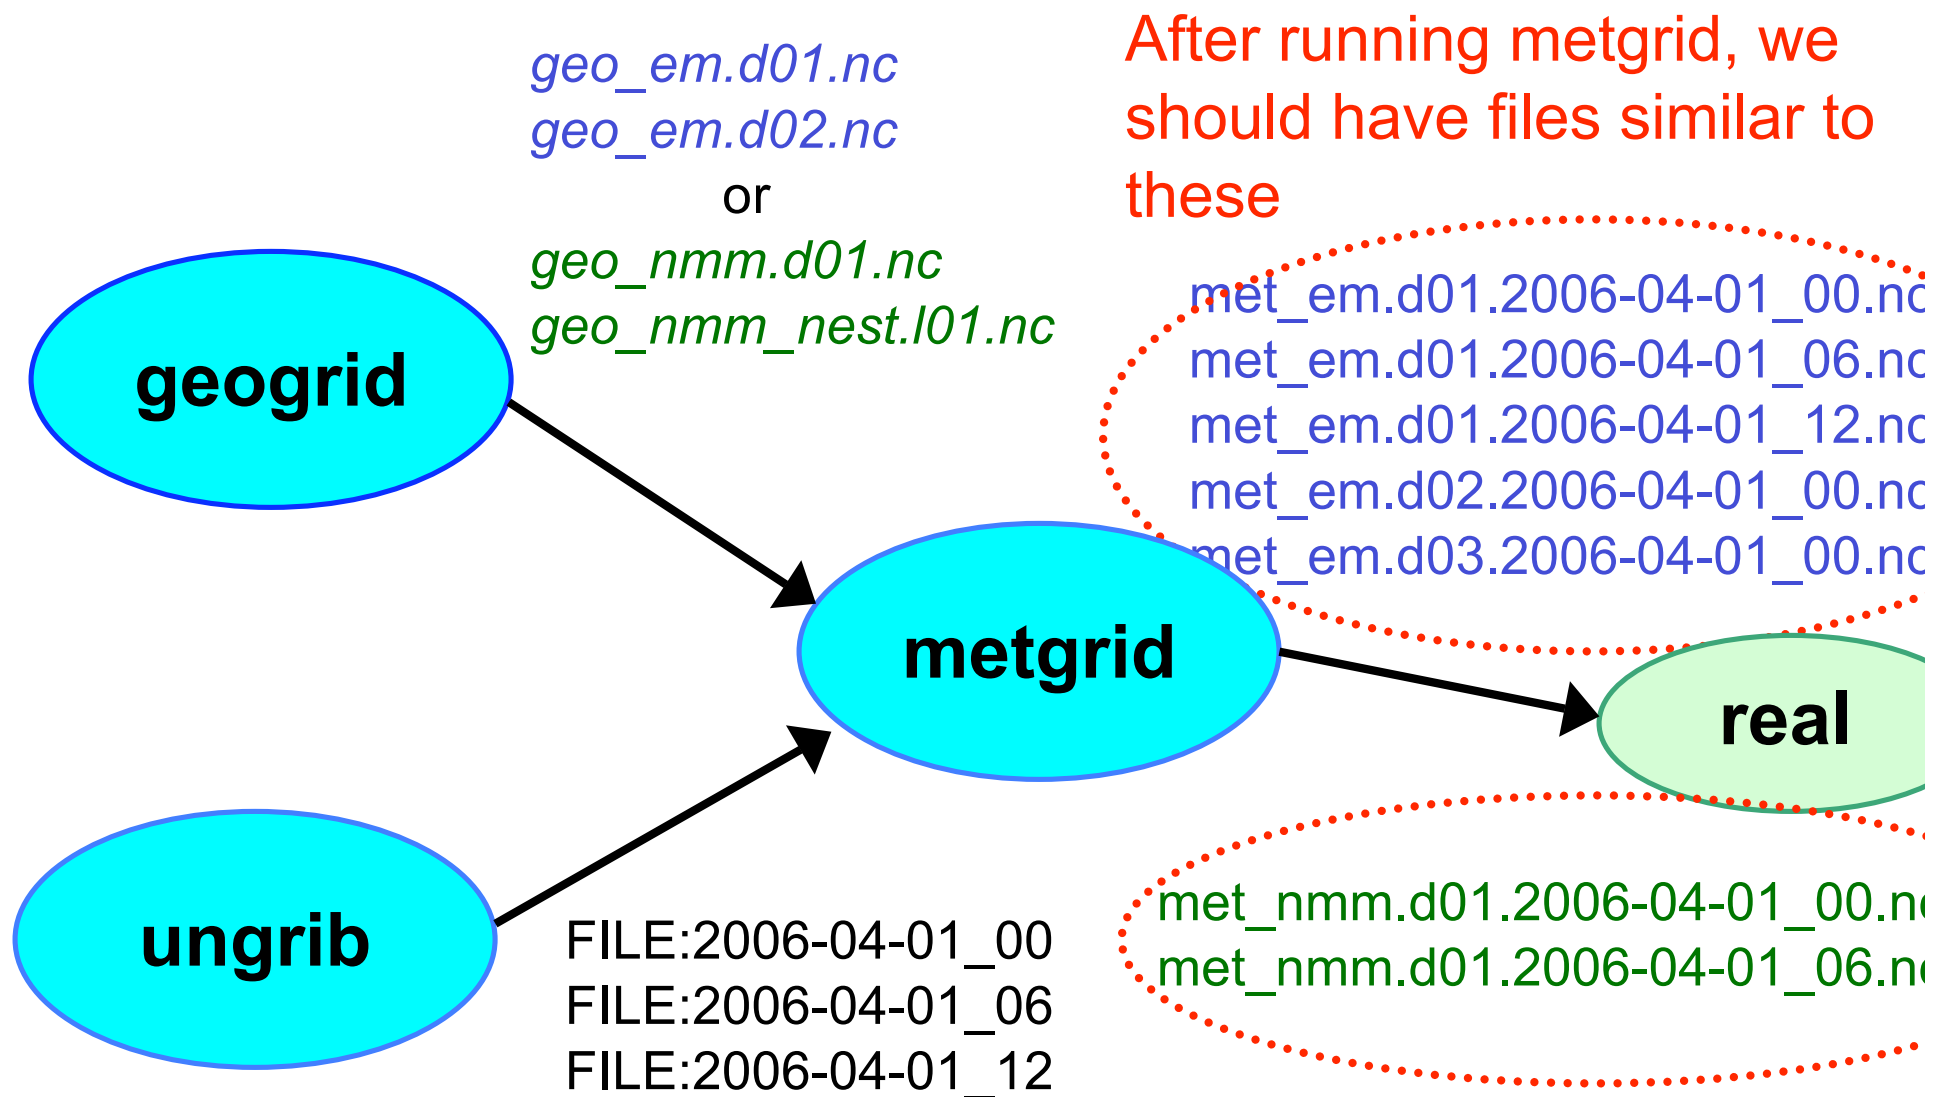 geo_em.d01.nc
geo_em.d02.nc
or
geo_nmm.d01.nc
geo_nmm_nest.l01.nc
After running metgrid, we
should have files similar to
these
geogrid
met_em.d01.2006-04-01_00.nc
met_em.d01.2006-04-01_06.nc
met_em.d01.2006-04-01_12.nc
met_em.d02.2006-04-01_00.nc
met_em.d03.2006-04-01_00.nc
metgrid
real
ungrib
FILE:2006-04-01_00
FILE:2006-04-01_06
FILE:2006-04-01_12
met_nmm.d01.2006-04-01_00.nc
met_nmm.d01.2006-04-01_06.nc